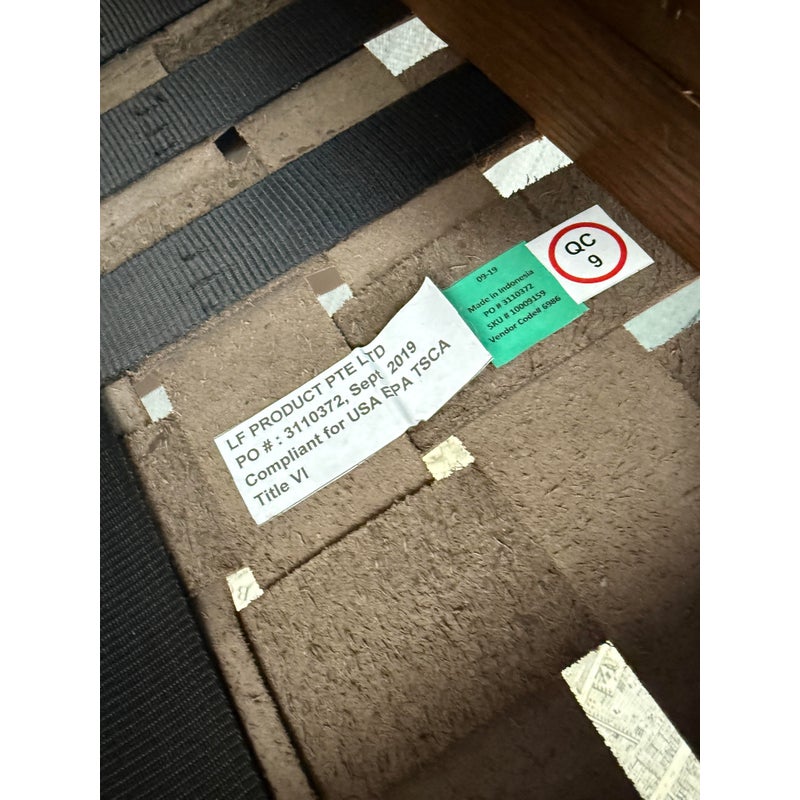 QC
9
09-19
Made in Indonesia
PO # 3110372
SKU # 10009159
Vendor Code# 6986
LF PRODUCT PTE LTD
PO # : 3110372, Sept 2019
Compliant for USA EPA TSCA
Title VI